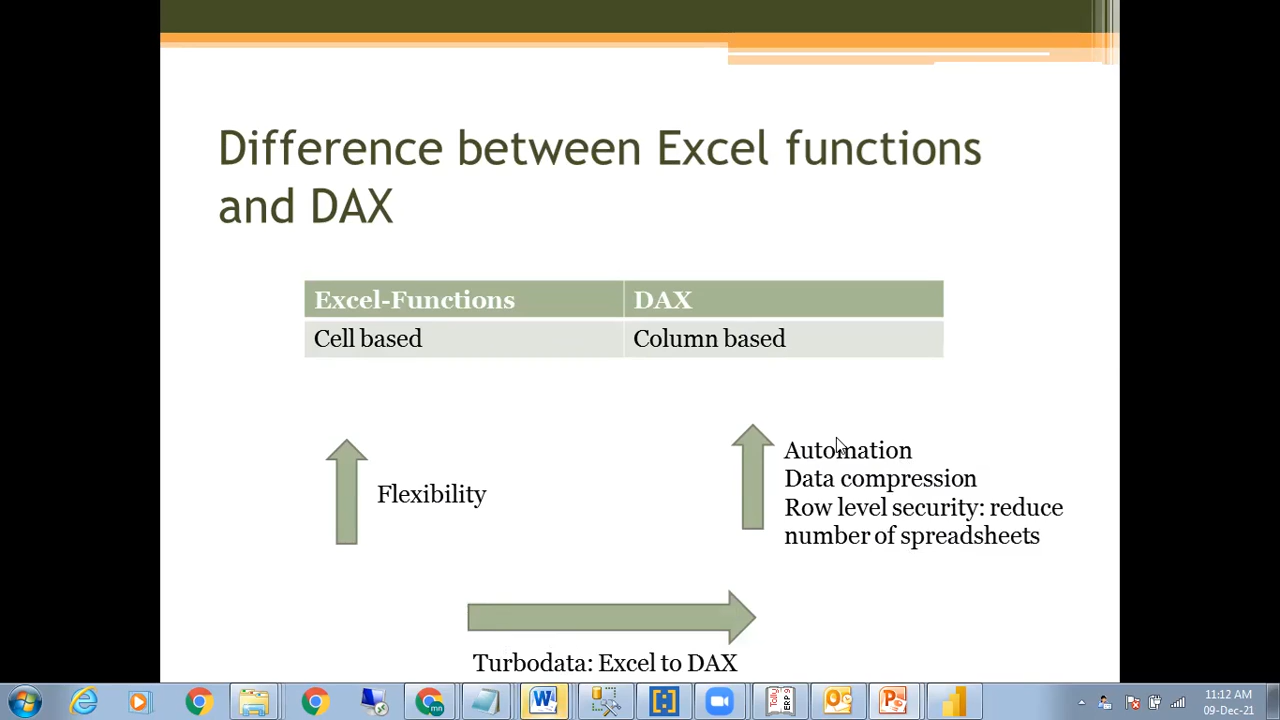 Difference between Excel functions
and DAX
Excel-Functions DAX
Cell based Column based
Flexibility
Automation
Data compression
Row level security: reduce
number of spreadsheets
Turbodata: Excel to DAX
11:12 AM
09-Dec-21